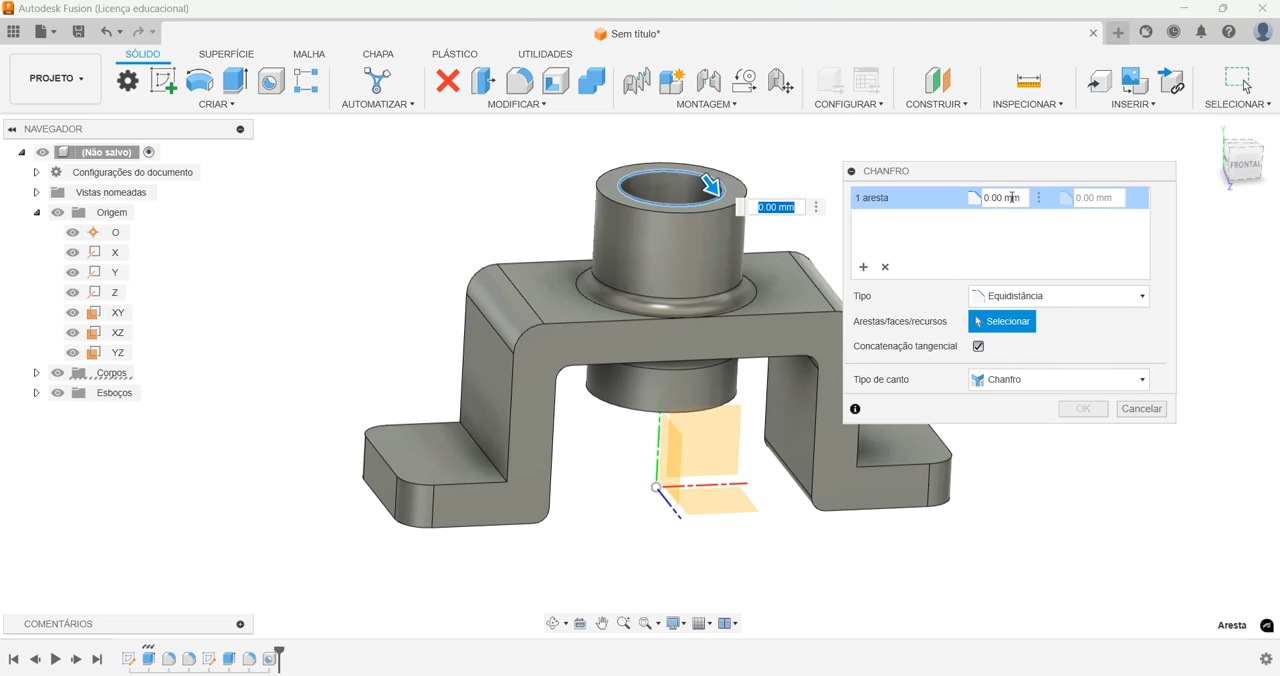 Autodesk Fusion (Licença educacional)
Sem título*
PROJETO
SÓLIDO
SUPERFÍCIE
MALHA
CHAPA
PLÁSTICO
UTILIDADES
CRIAR
AUTOMATIZAR
MODIFICAR
MONTAGEM
CONFIGURAR
CONSTRUIR
INSPECIONAR
INSERIR
SELECIONAR
NAVEGADOR
(Não salvo)
Configurações do documento
Vistas nomeadas
Origem
O
X
Y
Z
XY
XZ
YZ
Corpos
Esboços
0.00 mm
CHANFRO
1 aresta 0.00 mm 0.00 mm
Tipo Equidistância
Arestas/faces/recursos Selecionar
Concatenação tangencial
Tipo de canto Chanfro
OK Cancelar
Y
FRONTAL
Z
COMENTÁRIOS
Aresta